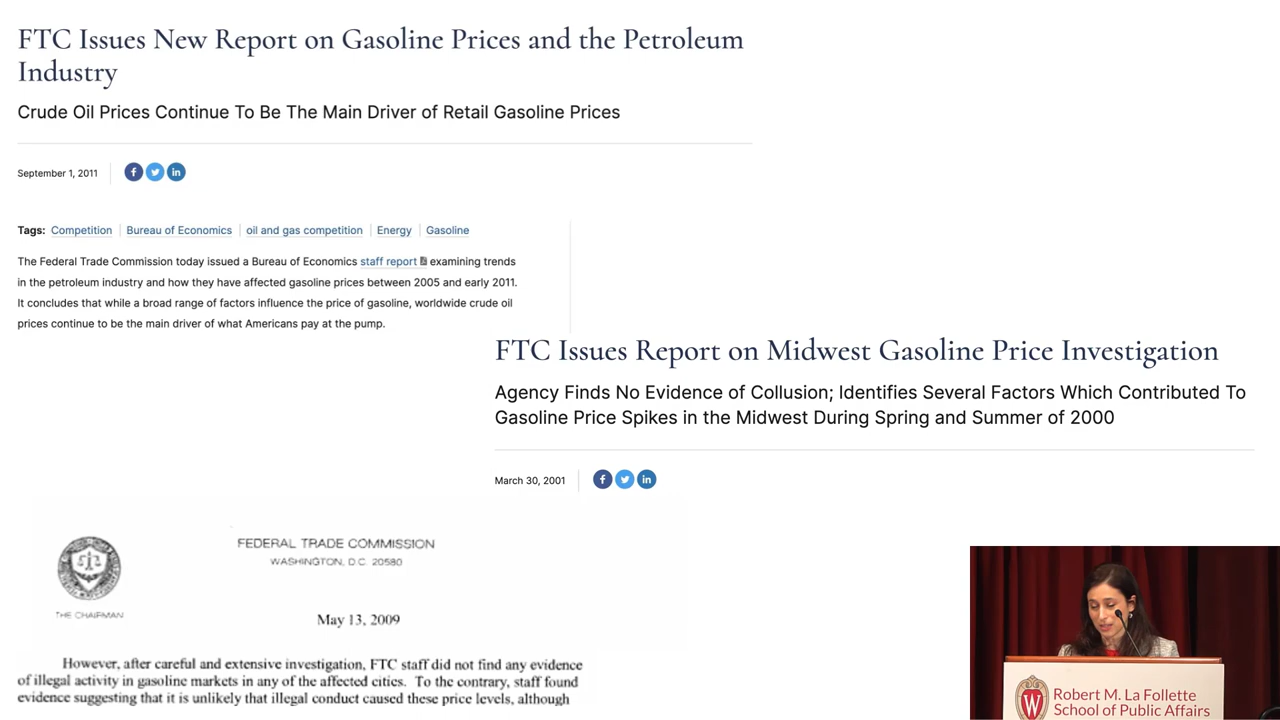 FTC Issues New Report on Gasoline Prices and the Petroleum
Industry
Crude Oil Prices Continue To Be The Main Driver of Retail Gasoline Prices
September 1, 2011
Tags: Competition | Bureau of Economics | oil and gas competition | Energy | Gasoline
The Federal Trade Commission today issued a Bureau of Economics staff report examining trends
in the petroleum industry and how they have affected gasoline prices between 2005 and early 2011.
It concludes that while a broad range of factors influence the price of gasoline, worldwide crude oil
prices continue to be the main driver of what Americans pay at the pump.
FTC Issues Report on Midwest Gasoline Price Investigation
Agency Finds No Evidence of Collusion; Identifies Several Factors Which Contributed To
Gasoline Price Spikes in the Midwest During Spring and Summer of 2000
March 30, 2001
FEDERAL TRADE COMMISSION
WASHINGTON, D.C. 20580
THE CHAIRMAN
May 13, 2009
However, after careful and extensive investigation, FTC staff did not find any evidence
of illegal activity in gasoline markets in any of the affected cities. To the contrary, staff found
evidence suggesting that it is unlikely that illegal conduct caused these price levels, although
W
Robert M. La Follette
School of Public Affairs